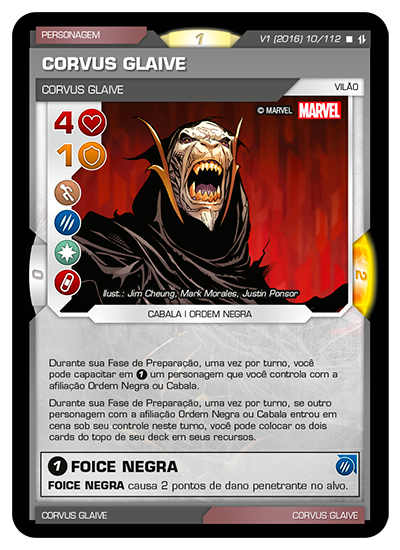 PERSONAGEM
1
V1 (2016) 10/112
CORVUS GLAIVE
CORVUS GLAIVE
VILÃO
© MARVEL MARVEL
4
1
0
2
Illust.: Jim Cheung, Mark Morales, Justin Ponsor
CABALA | ORDEM NEGRA
Durante sua Fase de Preparação, uma vez por turno, você
pode capacitar em 1 um personagem que você controla com a
afiliação Ordem Negra ou Cabala.
Durante sua Fase de Preparação, uma vez por turno, se outro
personagem com a afiliação Ordem Negra ou Cabala entrou em
cena sob seu controle neste turno, você pode colocar os dois
cards do topo de seu deck em seus recursos.
1 FOICE NEGRA
FOICE NEGRA causa 2 pontos de dano penetrante no alvo.
CORVUS GLAIVE
CORVUS GLAIVE